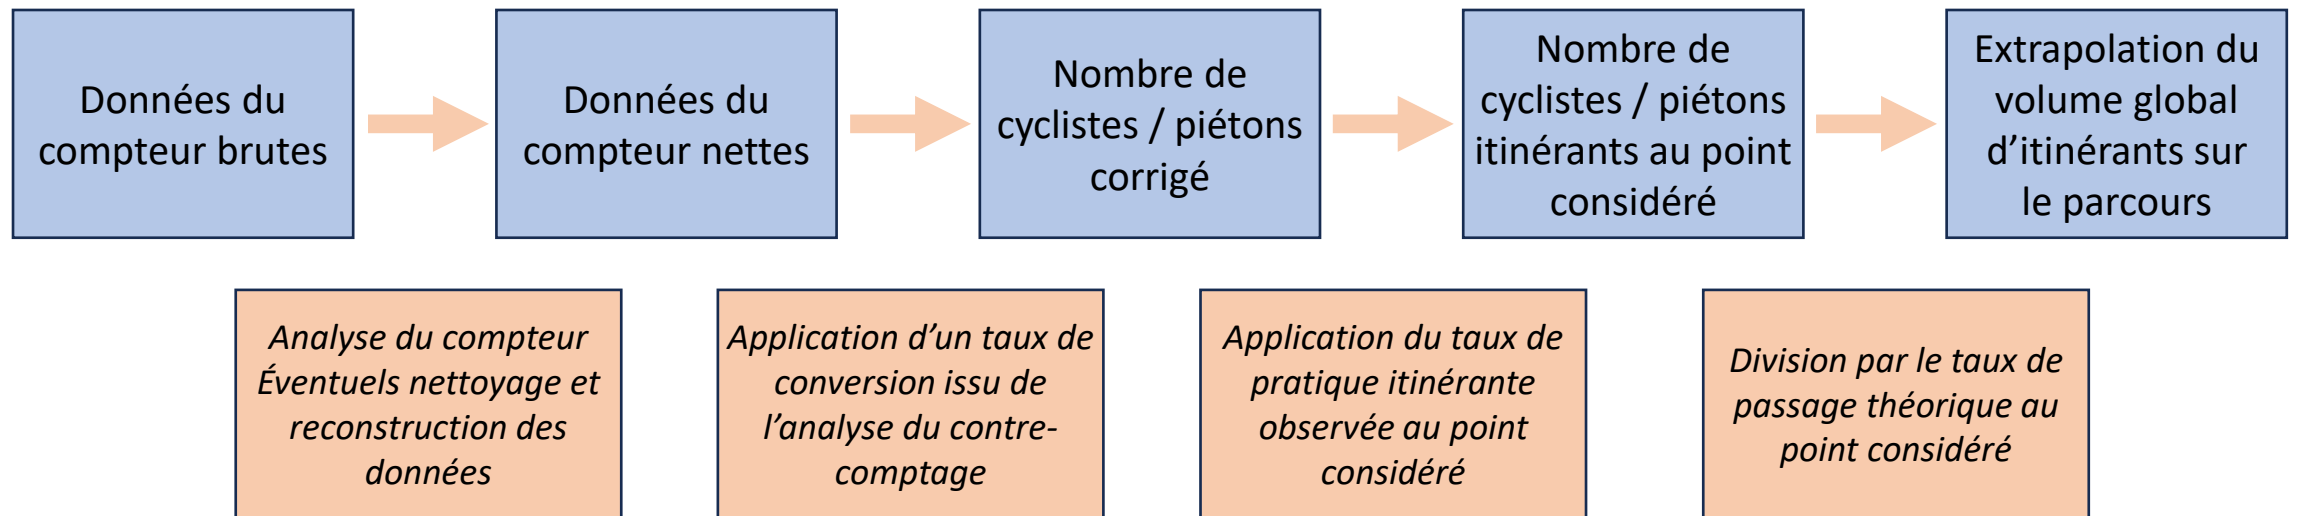 Données du
compteur brutes
Données du
compteur nettes
Nombre de
cyclistes / piétons
corrigé
Nombre de
cyclistes / piétons
itinérants au point
considéré
Extrapolation du
volume global
d’itinérants sur
le parcours
Analyse du compteur
Éventuels nettoyage et
reconstruction des
données
Application d’un taux de
conversion issu de
l’analyse du contre-
comptage
Application du taux de
pratique itinérante
observée au point
considéré
Division par le taux de
passage théorique au
point considéré